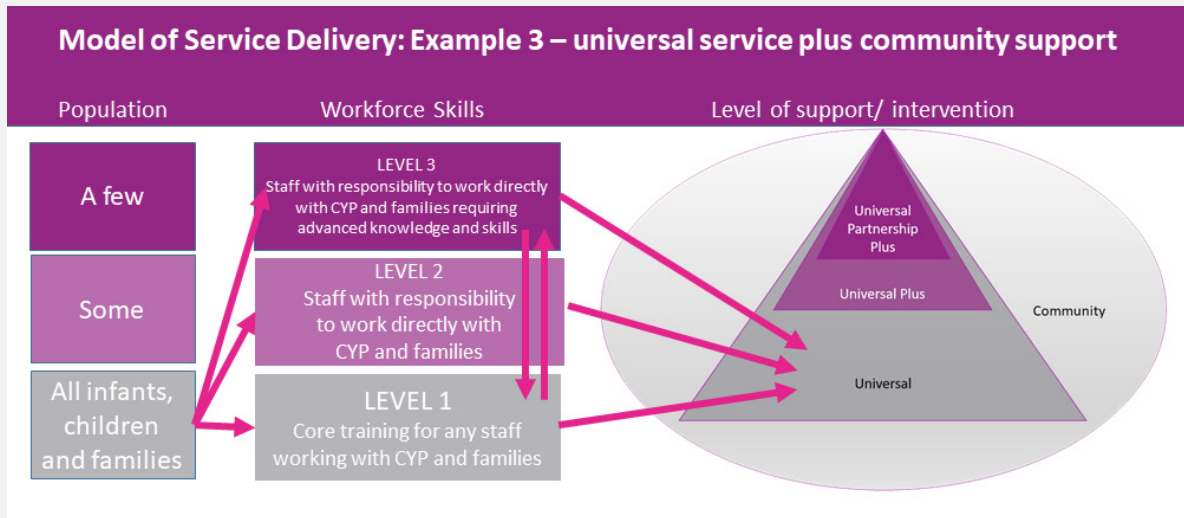 Model of Service Delivery: Example 3 – universal service plus community support
Population
Workforce Skills
Level of support/ intervention
A few
LEVEL 3
Staff with responsibility to work directly
with CYP and families requiring
advanced knowledge and skills
Some
LEVEL 2
Staff with responsibility
to work directly with
CYP and families
All infants,
children
and families
LEVEL 1
Core training for any staff
working with CYP and families
Universal
Partnership
Plus
Universal Plus
Universal
Community